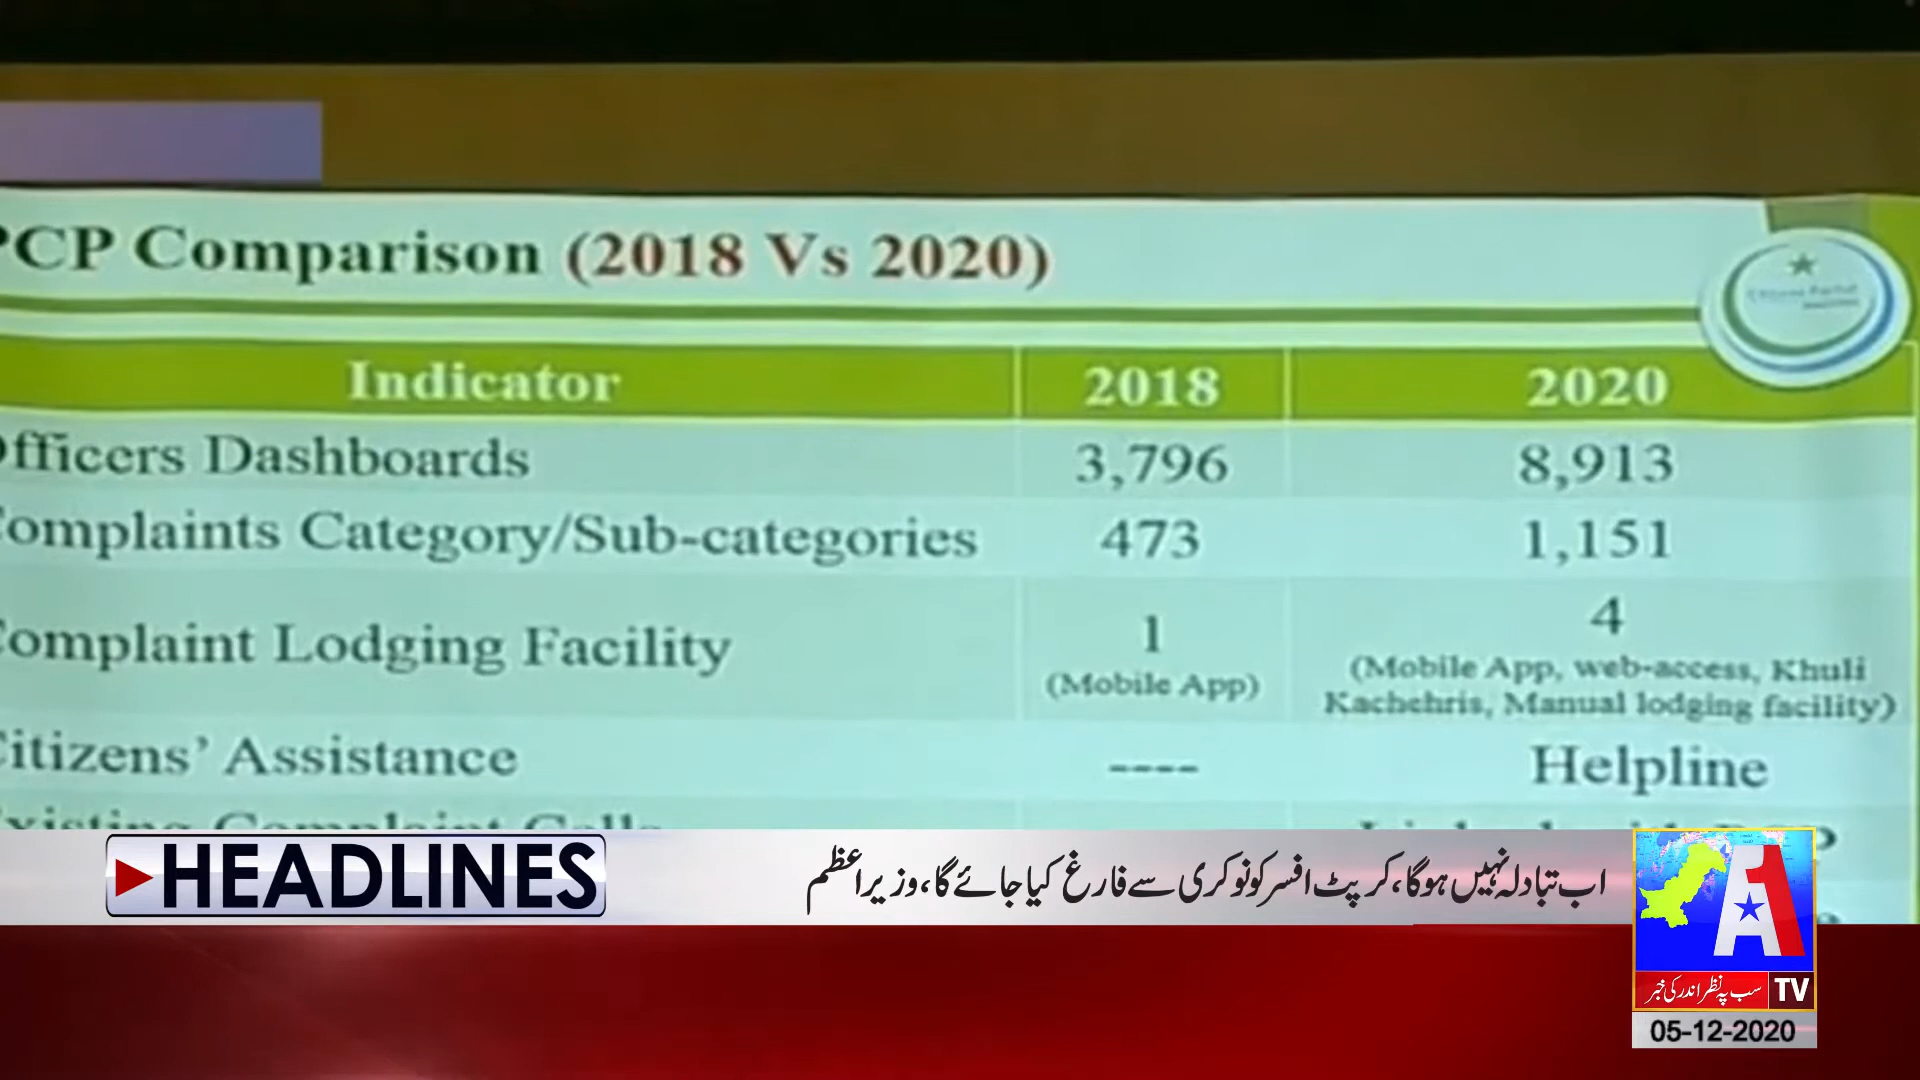 PCP Comparison (2018 Vs 2020)
Indicator 2018 2020
Officers Dashboards 3,796 8,913
Complaints Category/Sub-categories 473 1,151
Complaint Lodging Facility 1 4
(Mobile App) (Mobile App, web-access, Khuli
Kachehris, Manual lodging facility)
Citizens' Assistance ---- Helpline
HEADLINES
اب تبادلہ نہیں ہوگا، کرپٹ افسر کو نوکری سے فارغ کیا جائے گا، وزیراعظم
A1
سب پہ نظر اندر کی خبر
TV
05-12-2020